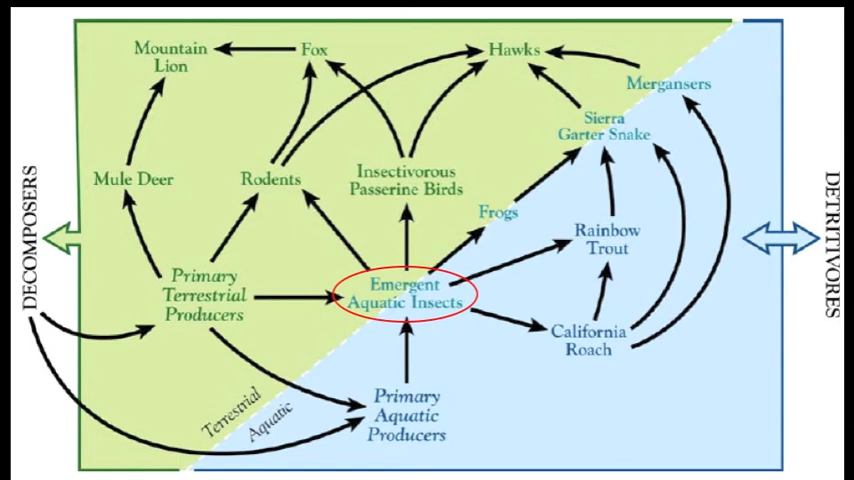 Mountain
Lion
Fox
Hawks
Mergansers
Sierra
Garter Snake
Mule Deer
Rodents
Insectivorous
Passerine Birds
Frogs
Rainbow
Trout
DECOMPOSERS
DETRITIVORES
Primary
Terrestrial
Producers
Emergent
Aquatic Insects
California
Roach
Primary
Aquatic
Producers
Terrestrial
Aquatic